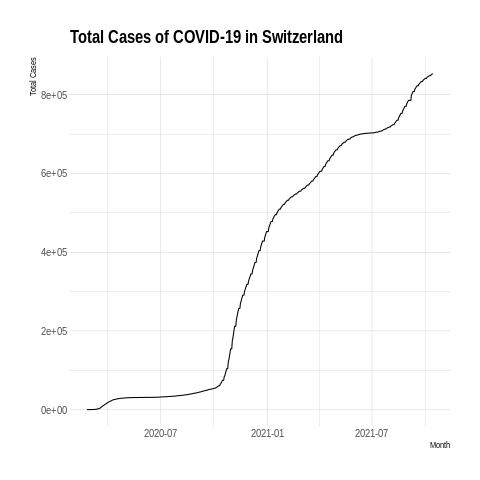 Total Cases of COVID-19 in Switzerland
Total Cases
8e+05
6e+05
4e+05
2e+05
0e+00
2020-07
2021-01
2021-07
Month